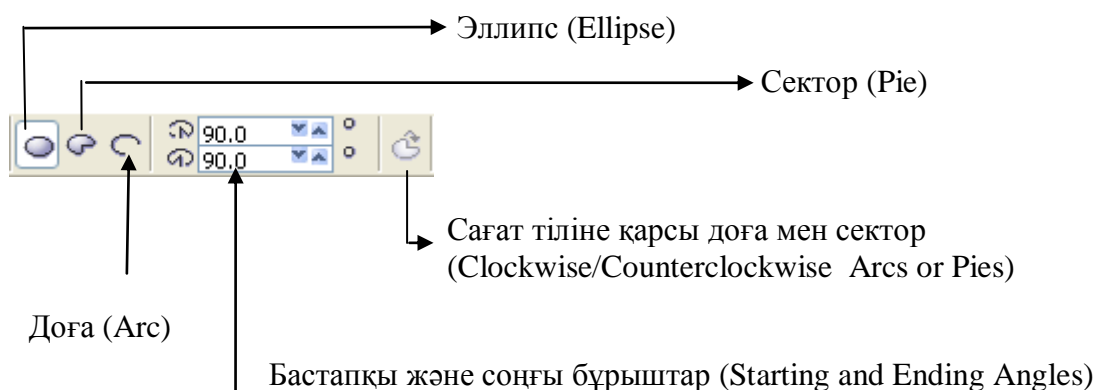 Эллипс (Ellipse)
Сектор (Pie)
90.0
90.0
Сағат тіліне қарсы доға мен сектор
(Clockwise/Counterclockwise Arcs or Pies)
Доға (Arc)
Бастапқы және соңғы бұрыштар (Starting and Ending Angles)